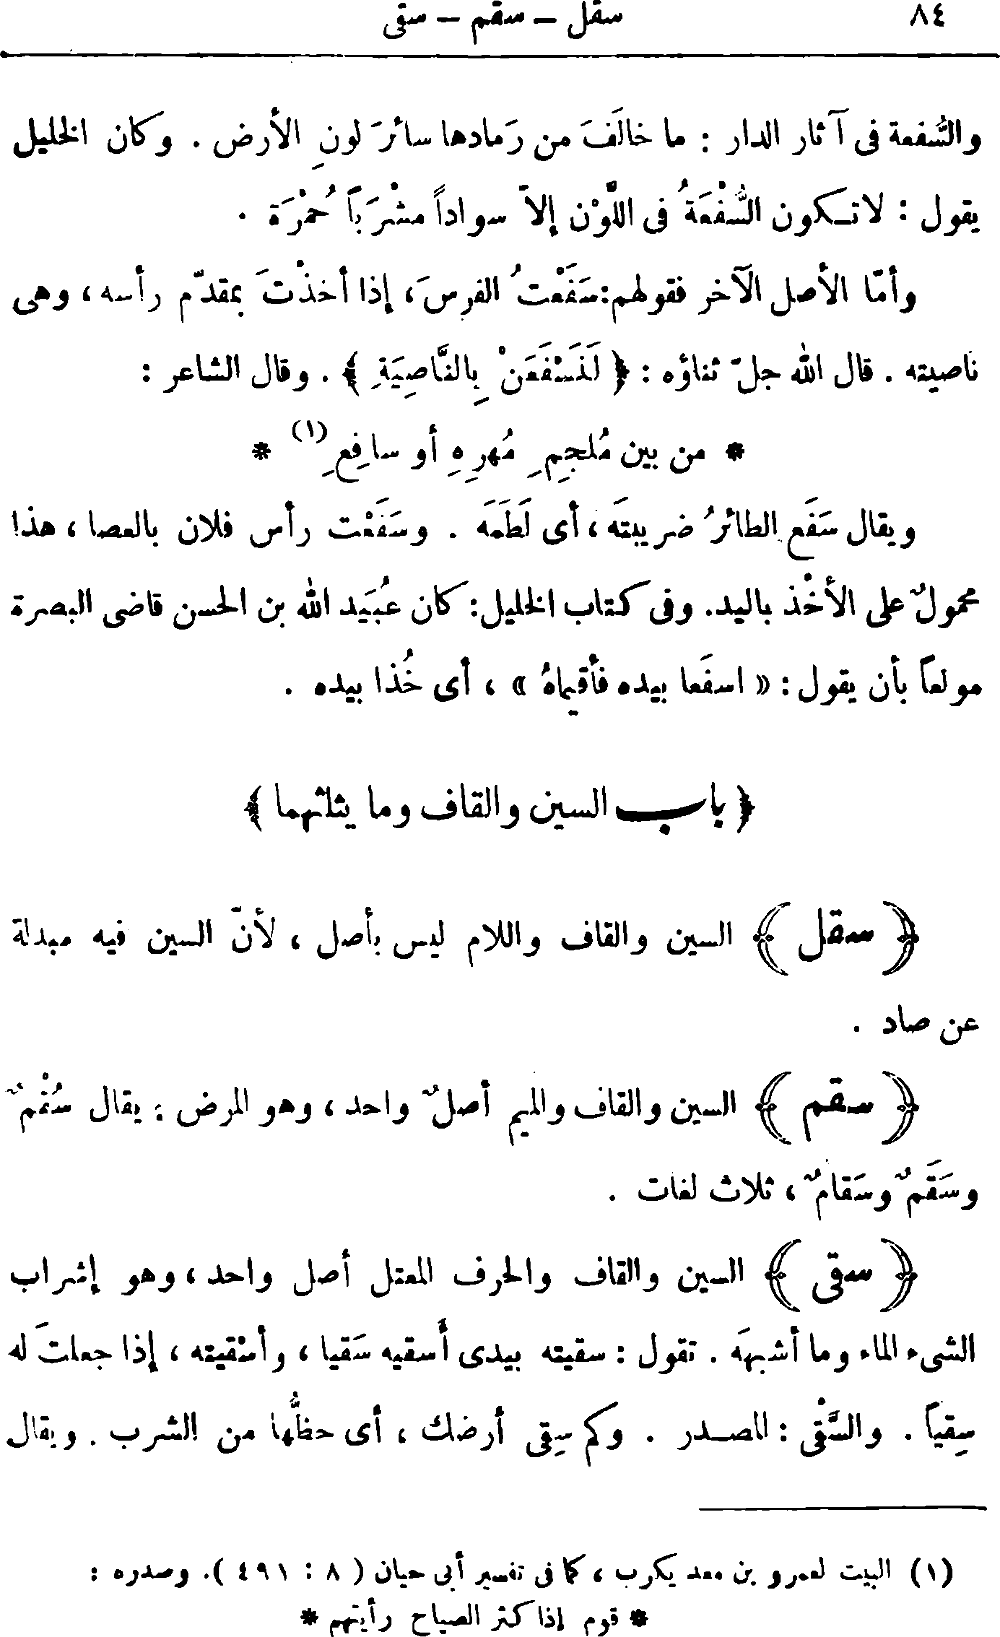 ٨٤ سقل — سقم — سقى
والسُّفعة فى آثار الدار : ما خالَفَ من رَمادها سائرَ لونِ الأرض . وكان الخليل
يقول : لا تـكون السُّفْعَةُ فى اللَّوْن إلاَّ سواداً مشْرَبَاً حُمْرَة .
وأمّا الأصل الآخر فقولهم:سَفَعْتُ الفرسَ، إذا أخذْتَ بمقدّم رأسه، وهى
ناصيته . قال الله جلّ ثناؤه : ﴿ لَنَسْفَعَنْ بِالنَّاصِيَةِ ﴾ . وقال الشاعر :
* من بين مُلجِمِ مُهرِهِ أو سافِعِ (١) *
ويقال سَفَع الطائرُ ضريبتَه، أى لَطَمَه . وسَفَعْت رأس فلان بالعصا، هذا
محمولٌ على الأخْذ باليد. وفى كتاب الخليل: كان عُبَيد الله بن الحسن قاضى البصرة
مولعاً بأن يقول: « اسفَعا بيده فأقيماهُ » ، أى خُذا بيده .
﴿ باب السين والقاف وما يثلثهما ﴾
﴿ سقل ﴾ السين والقاف واللام ليس بأصل ، لأنّ السين فيه مبدلة
عن صاد .
﴿ سقم ﴾ السين والقاف والميم أصلٌ واحد، وهو المرض : يقال سُقْمٌ
وسَقَمٌ وسَقامٌ ، ثلاث لغات .
﴿ سقى ﴾ السين والقاف والحرف المعتل أصل واحد، وهو إشراب
الشىء الماء وما أشبهَه . تقول : سقيته بيدى أَسقيه سَقيا ، وأسْقيته ، إذا جعلتَ له
سِقياً . والسَّقْى : المصـدر . وكم سِقى أرضك ، أى حظُّها من الشرب . ويقال
(١) البيت لعمرو بن معد يكرب ، كما فى تفسير أبى حيان ( ٨ : ٤٩١ ). وصدره :
* قوم إذا كثر الصياح رأيتهم *